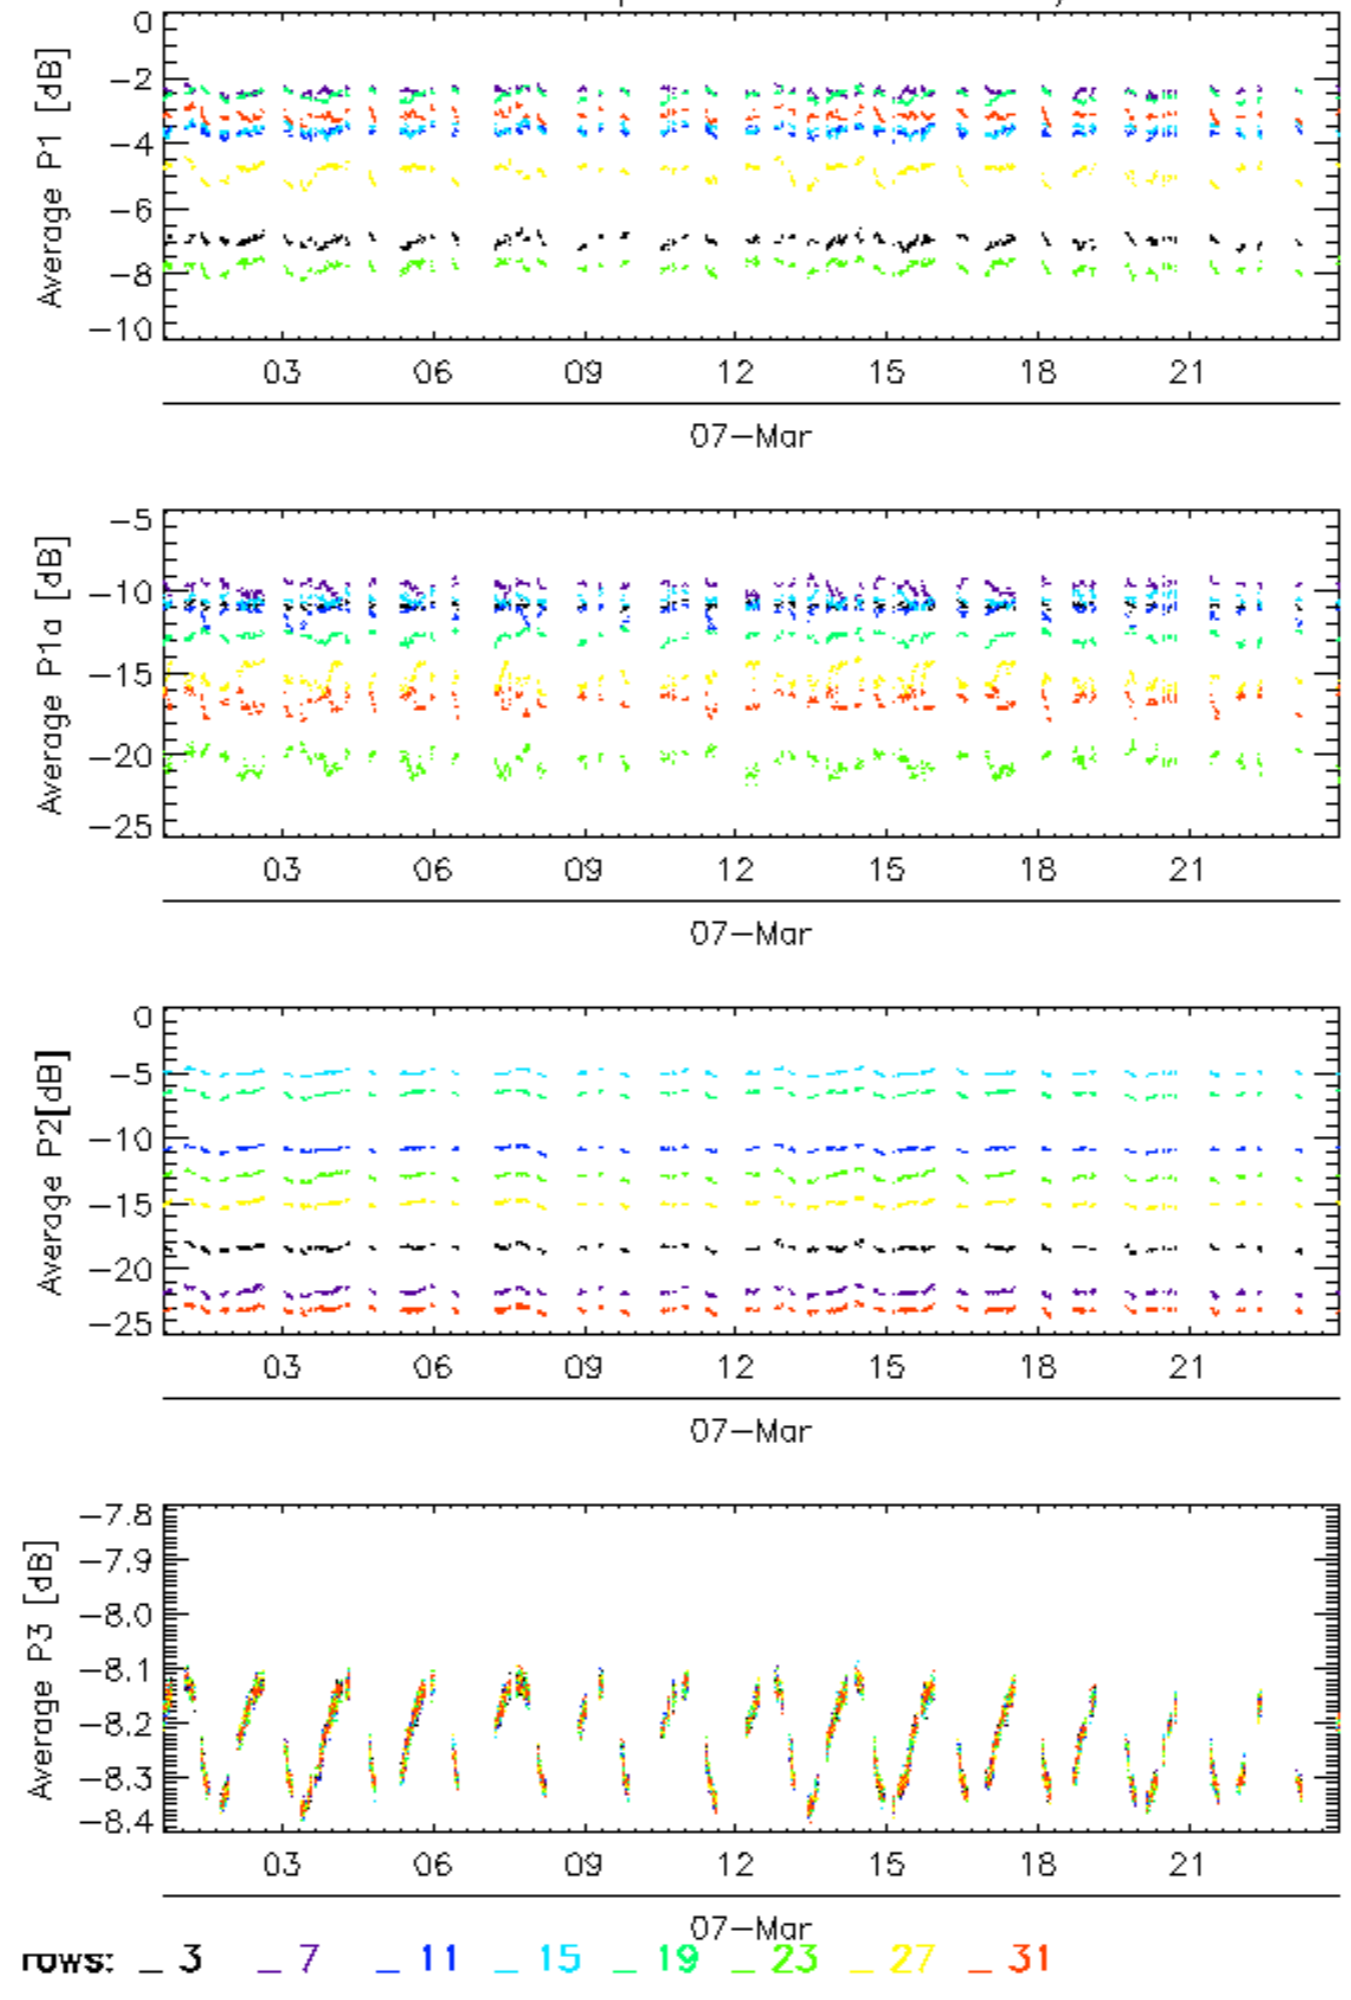 0
−2
−4
−6
−8
−10
Average P1 [dB]
03 06 09 12 15 18 21
07−Mar
−5
−10
−15
−20
−25
Average P1a [dB]
03 06 09 12 15 18 21
07−Mar
0
−5
−10
−15
−20
−25
Average P2[dB]
03 06 09 12 15 18 21
07−Mar
−7.8
−7.9
−8.0
−8.1
−8.2
−8.3
−8.4
Average P3 [dB]
03 06 09 12 15 18 21
07−Mar
rows: _ 3 _ 7 _ 11 _ 15 _ 19 _ 23 _ 27 _ 31